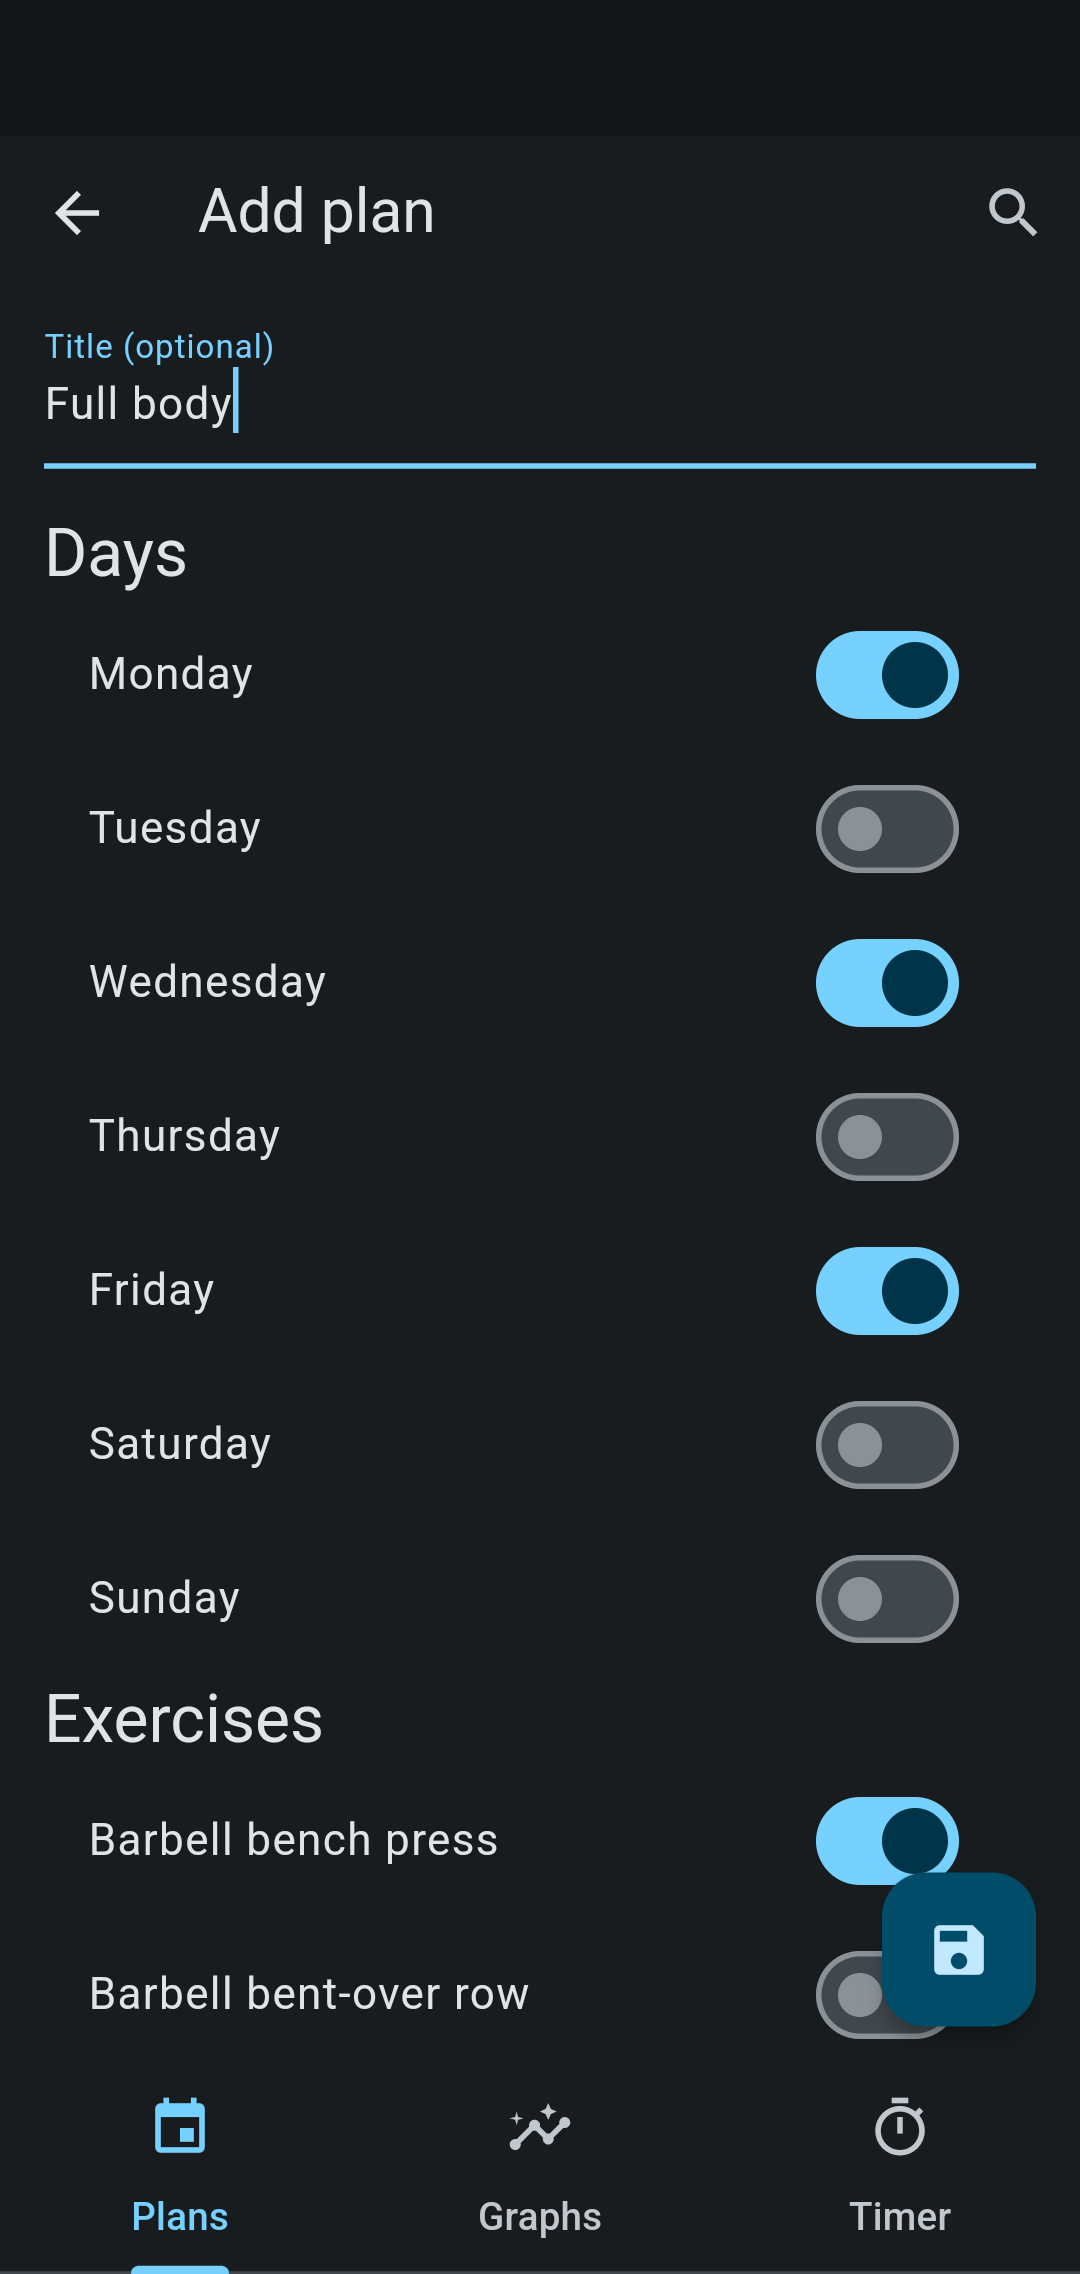 Add plan
Title (optional)
Full body
Days
Monday
Tuesday
Wednesday
Thursday
Friday
Saturday
Sunday
Exercises
Barbell bench press
Barbell bent-over row
Plans Graphs Timer